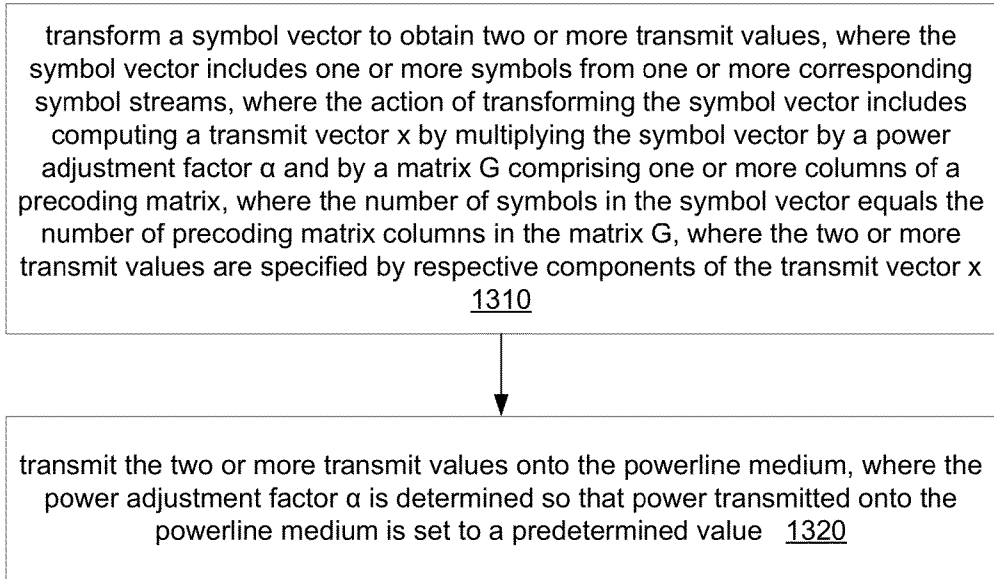 transform a symbol vector to obtain two or more transmit values, where the
symbol vector includes one or more symbols from one or more corresponding
symbol streams, where the action of transforming the symbol vector includes
computing a transmit vector x by multiplying the symbol vector by a power
adjustment factor α and by a matrix G comprising one or more columns of a
precoding matrix, where the number of symbols in the symbol vector equals the
number of precoding matrix columns in the matrix G, where the two or more
transmit values are specified by respective components of the transmit vector x
1310
transmit the two or more transmit values onto the powerline medium, where the
power adjustment factor α is determined so that power transmitted onto the
powerline medium is set to a predetermined value 1320